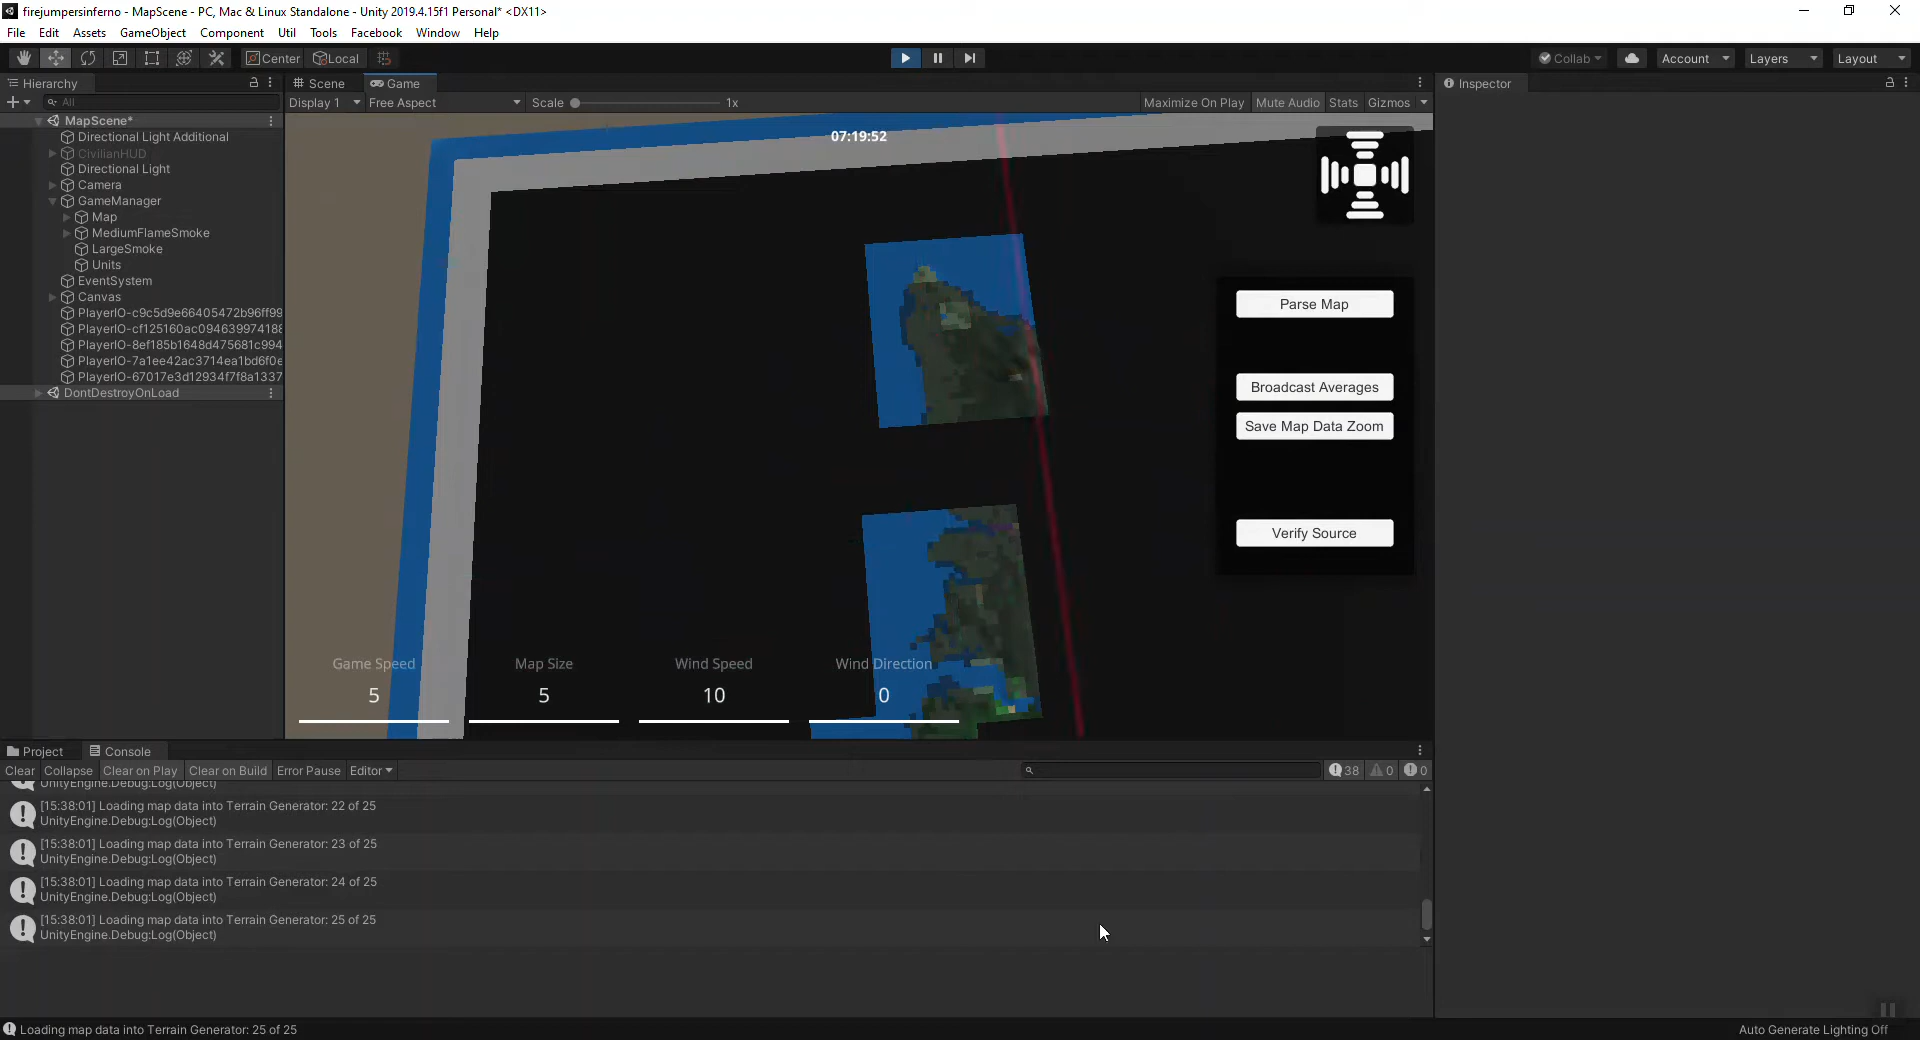 firejumpersinferno - MapScene - PC, Mac & Linux Standalone - Unity 2019.4.15f1 Personal* <DX11>
File Edit Assets GameObject Component Util Tools Facebook Window Help
Center Local Collab Account Layers Layout
Hierarchy
All
MapScene*
Directional Light Additional
CivilianHUD
Directional Light
Camera
GameManager
Map
MediumFlameSmoke
LargeSmoke
Units
EventSystem
Canvas
PlayerIO-c9c5d9e66405472b96ff99
PlayerIO-cf125160ac094639974188
PlayerIO-8ef185b1648d475681c994
PlayerIO-7a1ee42ac3714ea1bd6f0e
PlayerIO-67017e3d12934f7f8a1337
DontDestroyOnLoad
Scene Game
Display 1 Free Aspect Scale 1x Maximize On Play Mute Audio Stats Gizmos
07:19:52
Parse Map
Broadcast Averages
Save Map Data Zoom
Verify Source
Game Speed Map Size Wind Speed Wind Direction
5 5 10 0
Inspector
Project Console
Clear Collapse Clear on Play Clear on Build Error Pause Editor 38 0 0
UnityEngine.Debug:Log(Object)
[15:38:01] Loading map data into Terrain Generator: 22 of 25
UnityEngine.Debug:Log(Object)
[15:38:01] Loading map data into Terrain Generator: 23 of 25
UnityEngine.Debug:Log(Object)
[15:38:01] Loading map data into Terrain Generator: 24 of 25
UnityEngine.Debug:Log(Object)
[15:38:01] Loading map data into Terrain Generator: 25 of 25
UnityEngine.Debug:Log(Object)
Loading map data into Terrain Generator: 25 of 25
Auto Generate Lighting Off